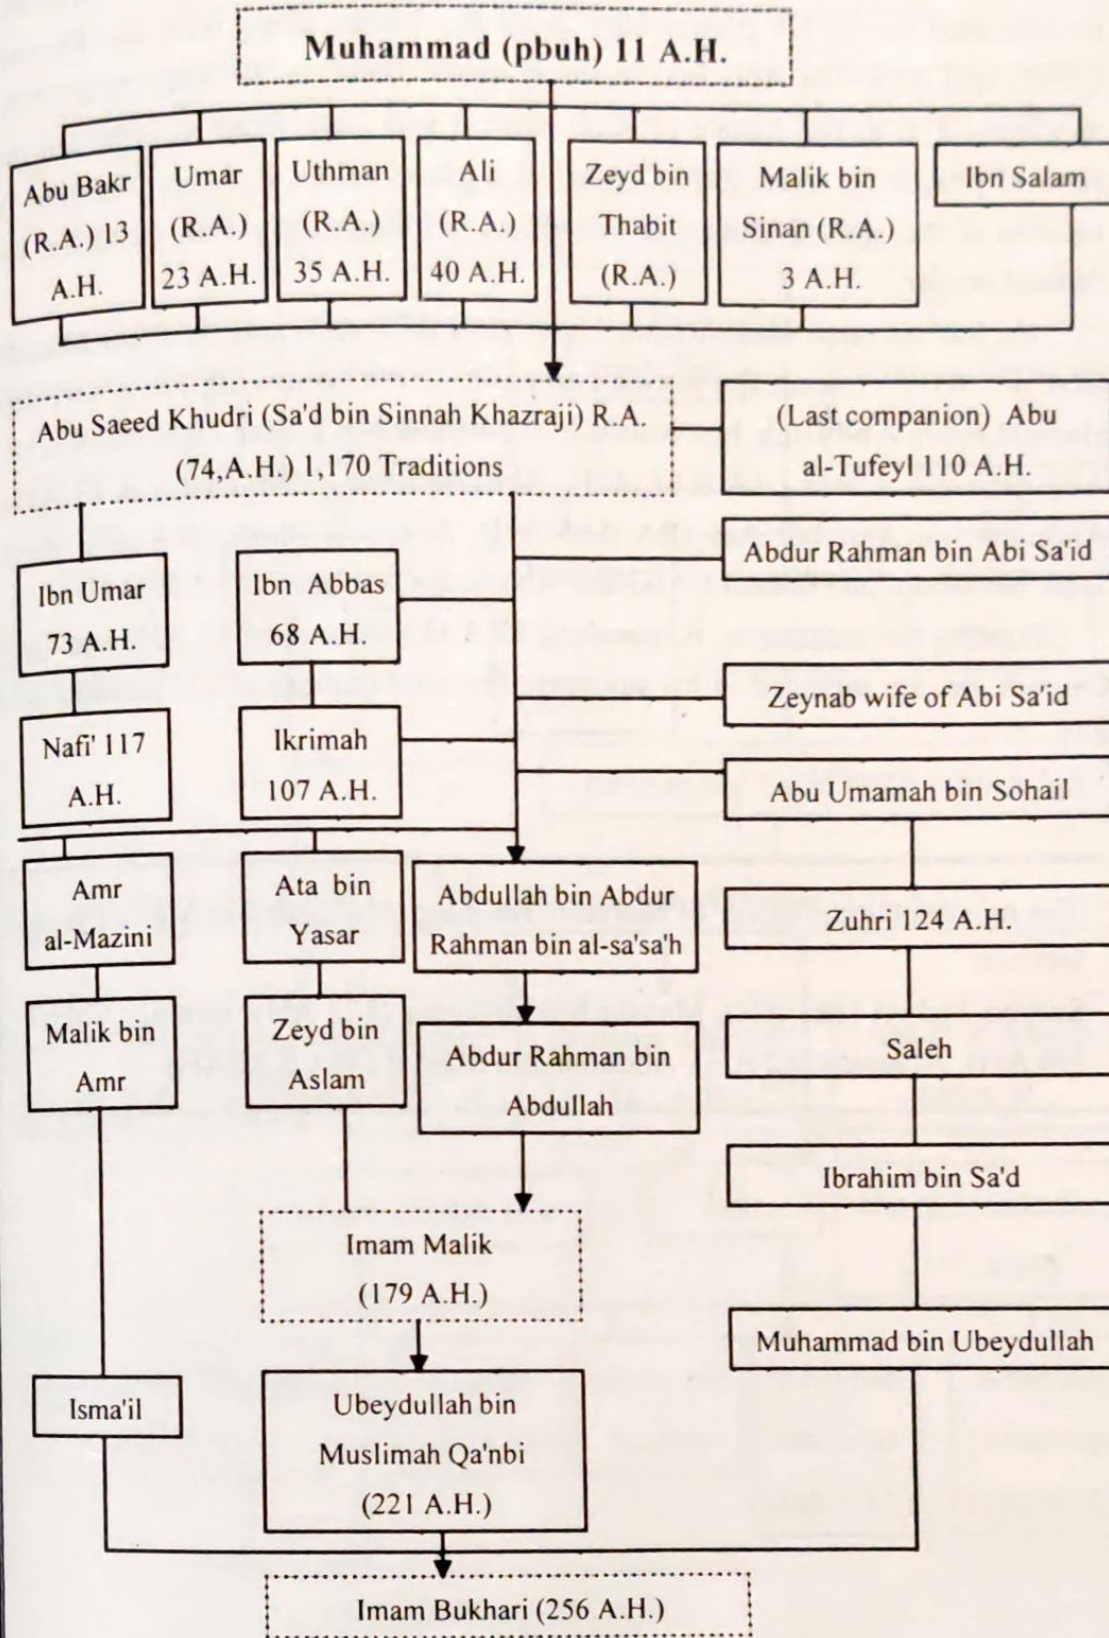 Muhammad (pbuh) 11 A.H.
Abu Bakr
(R.A.) 13
A.H.
Umar
(R.A.)
23 A.H.
Uthman
(R.A.)
35 A.H.
Ali
(R.A.)
40 A.H.
Zeyd bin
Thabit
(R.A.)
Malik bin
Sinan (R.A.)
3 A.H.
Ibn Salam
Abu Saeed Khudri (Sa'd bin Sinnah Khazraji) R.A.
(74,A.H.) 1,170 Traditions
(Last companion) Abu
al-Tufeyl 110 A.H.
Abdur Rahman bin Abi Sa'id
Ibn Umar
73 A.H.
Ibn Abbas
68 A.H.
Zeynab wife of Abi Sa'id
Nafi' 117
A.H.
Ikrimah
107 A.H.
Abu Umamah bin Sohail
Amr
al-Mazini
Ata bin
Yasar
Abdullah bin Abdur
Rahman bin al-sa'sa'h
Zuhri 124 A.H.
Malik bin
Amr
Zeyd bin
Aslam
Abdur Rahman bin
Abdullah
Saleh
Ibrahim bin Sa'd
Imam Malik
(179 A.H.)
Muhammad bin Ubeydullah
Isma'il
Ubeydullah bin
Muslimah Qa'nbi
(221 A.H.)
Imam Bukhari (256 A.H.)